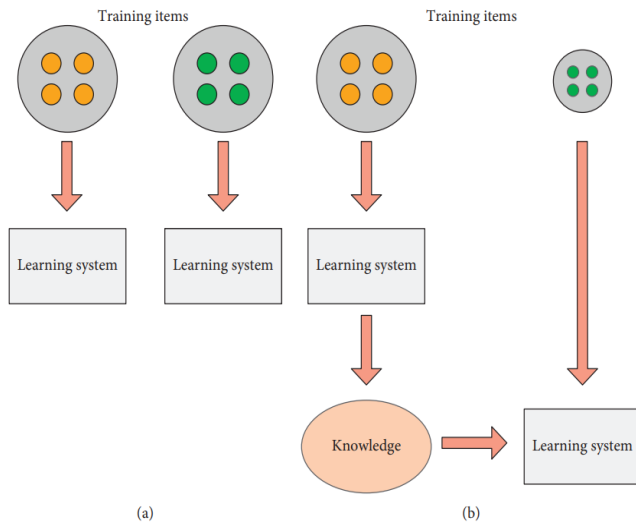 Training items
Training items
Learning system
Learning system
Learning system
Knowledge
Learning system
(a)
(b)